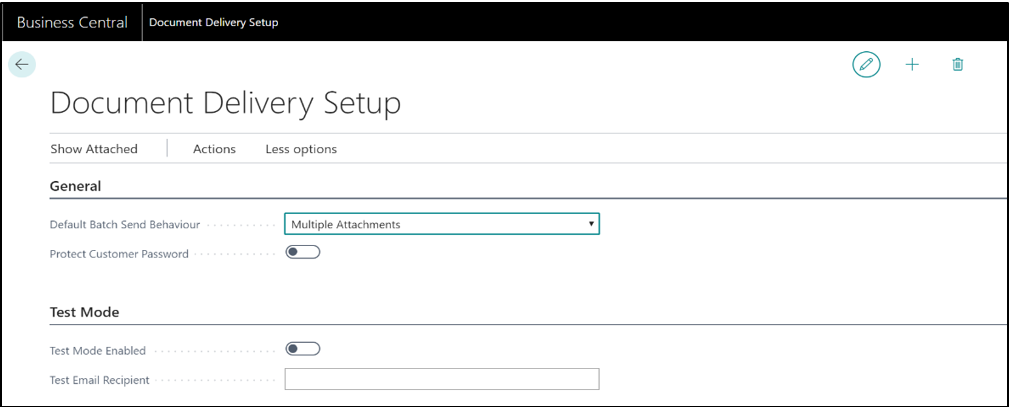 Business Central Document Delivery Setup
Document Delivery Setup
Show Attached Actions Less options
General
Default Batch Send Behaviour Multiple Attachments
Protect Customer Password
Test Mode
Test Mode Enabled
Test Email Recipient